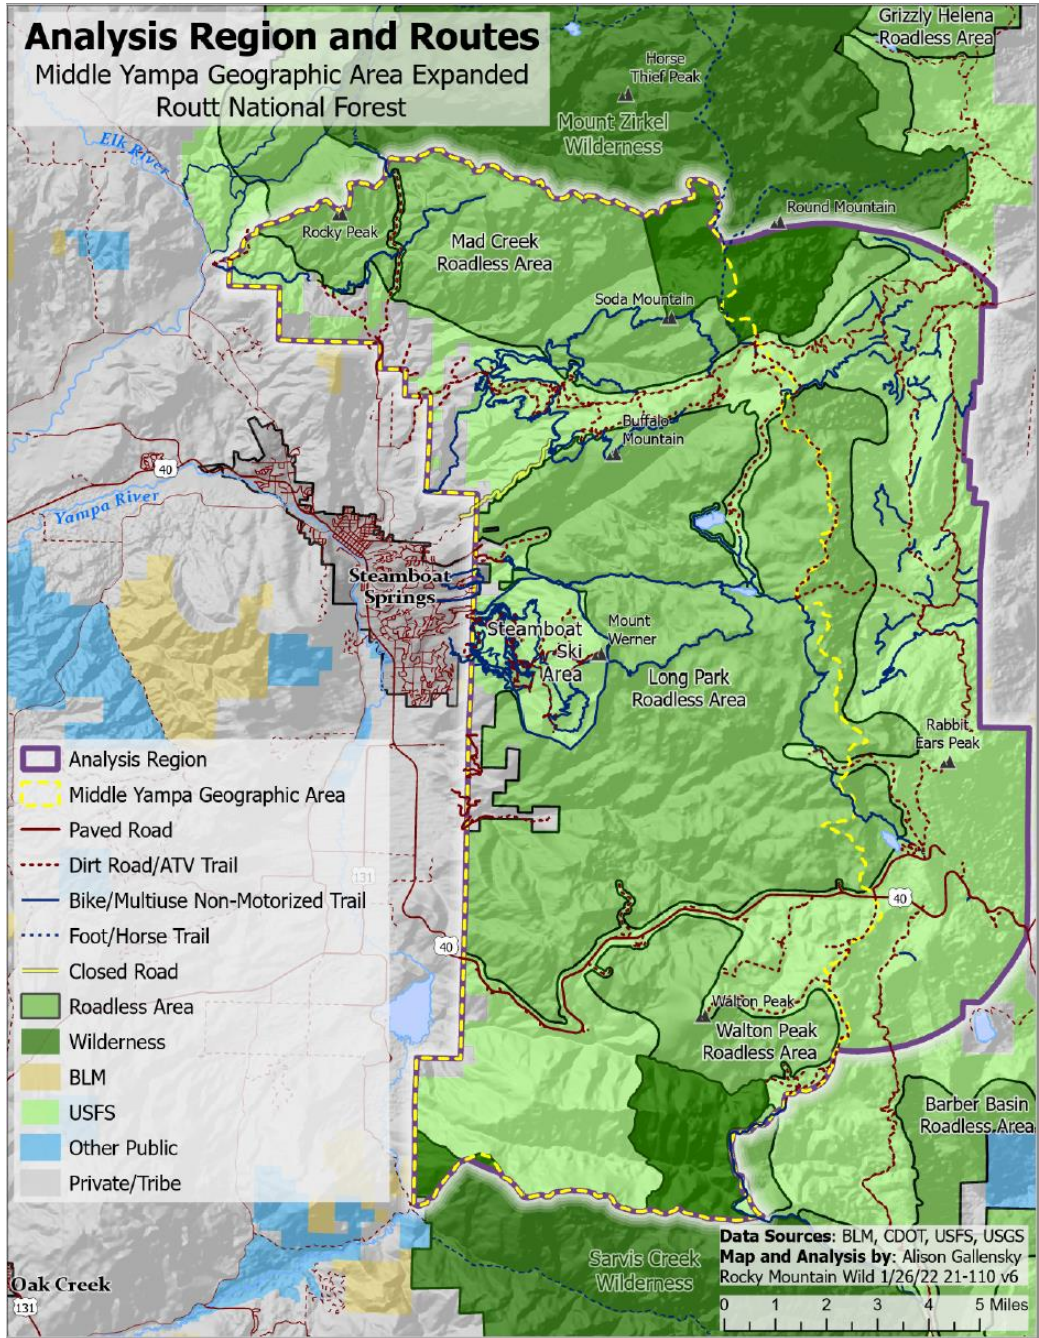 Analysis Region and Routes
Middle Yampa Geographic Area Expanded
Routt National Forest
Grizzly Helena
Roadless Area
Horse
Thief Peak
Mount Zirkel
Wilderness
Elk River
Round Mountain
Rocky Peak
Mad Creek
Roadless Area
Soda Mountain
Buffalo
Mountain
40
Yampa River
Steamboat
Springs
Steamboat
Ski
Area
Mount
Werner
Long Park
Roadless Area
Rabbit
Ears Peak
Analysis Region
Middle Yampa Geographic Area
Paved Road
Dirt Road/ATV Trail
Bike/Multiuse Non-Motorized Trail
Foot/Horse Trail
Closed Road
Roadless Area
Wilderness
BLM
USFS
Other Public
Private/Tribe
131
40
40
Walton Peak
Walton Peak
Roadless Area
Barber Basin
Roadless Area
Sarvis Creek
Wilderness
Oak Creek
131
Data Sources: BLM, CDOT, USFS, USGS
Map and Analysis by: Alison Gallensky
Rocky Mountain Wild 1/26/22 21-110 v6
0 1 2 3 4 5 Miles